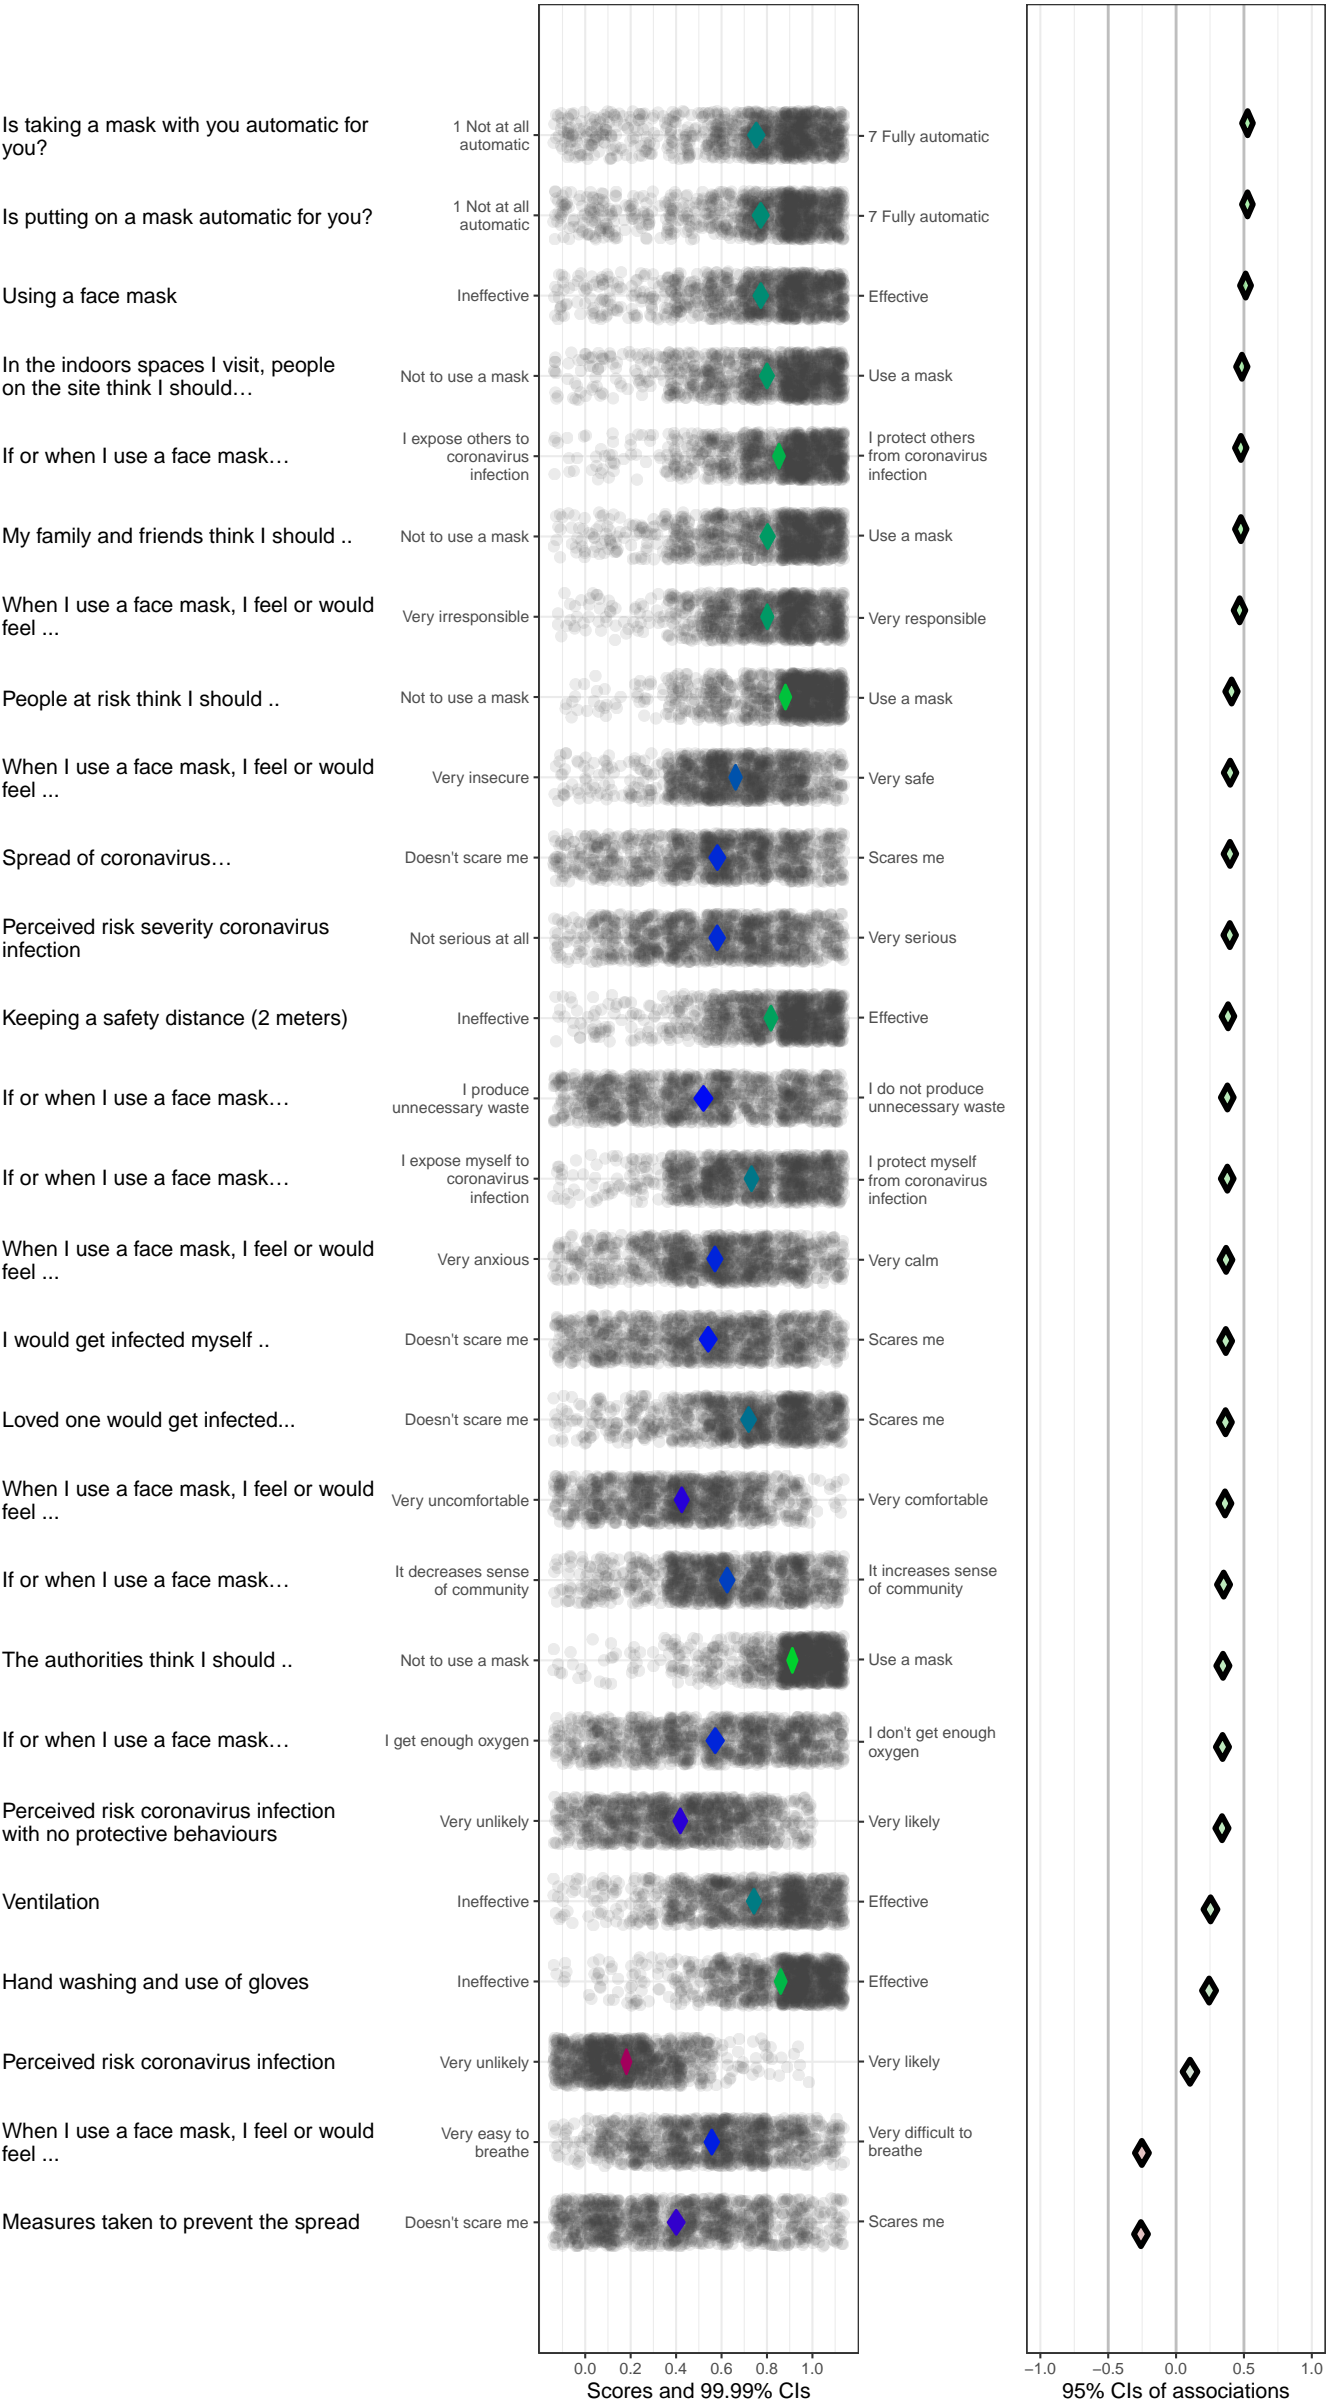 Is taking a mask with you automatic for
you?
1 Not at all
automatic
7 Fully automatic
Is putting on a mask automatic for you?
1 Not at all
automatic
7 Fully automatic
Using a face mask
Ineffective
Effective
In the indoors spaces I visit, people
on the site think I should…
Not to use a mask
Use a mask
If or when I use a face mask…
I expose others to
coronavirus
infection
I protect others
from coronavirus
infection
My family and friends think I should ..
Not to use a mask
Use a mask
When I use a face mask, I feel or would
feel ...
Very irresponsible
Very responsible
People at risk think I should ..
Not to use a mask
Use a mask
When I use a face mask, I feel or would
feel ...
Very insecure
Very safe
Spread of coronavirus…
Doesn't scare me
Scares me
Perceived risk severity coronavirus
infection
Not serious at all
Very serious
Keeping a safety distance (2 meters)
Ineffective
Effective
If or when I use a face mask…
I produce
unnecessary waste
I do not produce
unnecessary waste
If or when I use a face mask…
I expose myself to
coronavirus
infection
I protect myself
from coronavirus
infection
When I use a face mask, I feel or would
feel ...
Very anxious
Very calm
I would get infected myself ..
Doesn't scare me
Scares me
Loved one would get infected...
Doesn't scare me
Scares me
When I use a face mask, I feel or would
feel ...
Very uncomfortable
Very comfortable
If or when I use a face mask…
It decreases sense
of community
It increases sense
of community
The authorities think I should ..
Not to use a mask
Use a mask
If or when I use a face mask…
I get enough oxygen
I don't get enough
oxygen
Perceived risk coronavirus infection
with no protective behaviours
Very unlikely
Very likely
Ventilation
Ineffective
Effective
Hand washing and use of gloves
Ineffective
Effective
Perceived risk coronavirus infection
Very unlikely
Very likely
When I use a face mask, I feel or would
feel ...
Very easy to
breathe
Very difficult to
breathe
Measures taken to prevent the spread
Doesn't scare me
Scares me
0.0 0.2 0.4 0.6 0.8 1.0
Scores and 99.99% CIs
−1.0 −0.5 0.0 0.5 1.0
95% CIs of associations